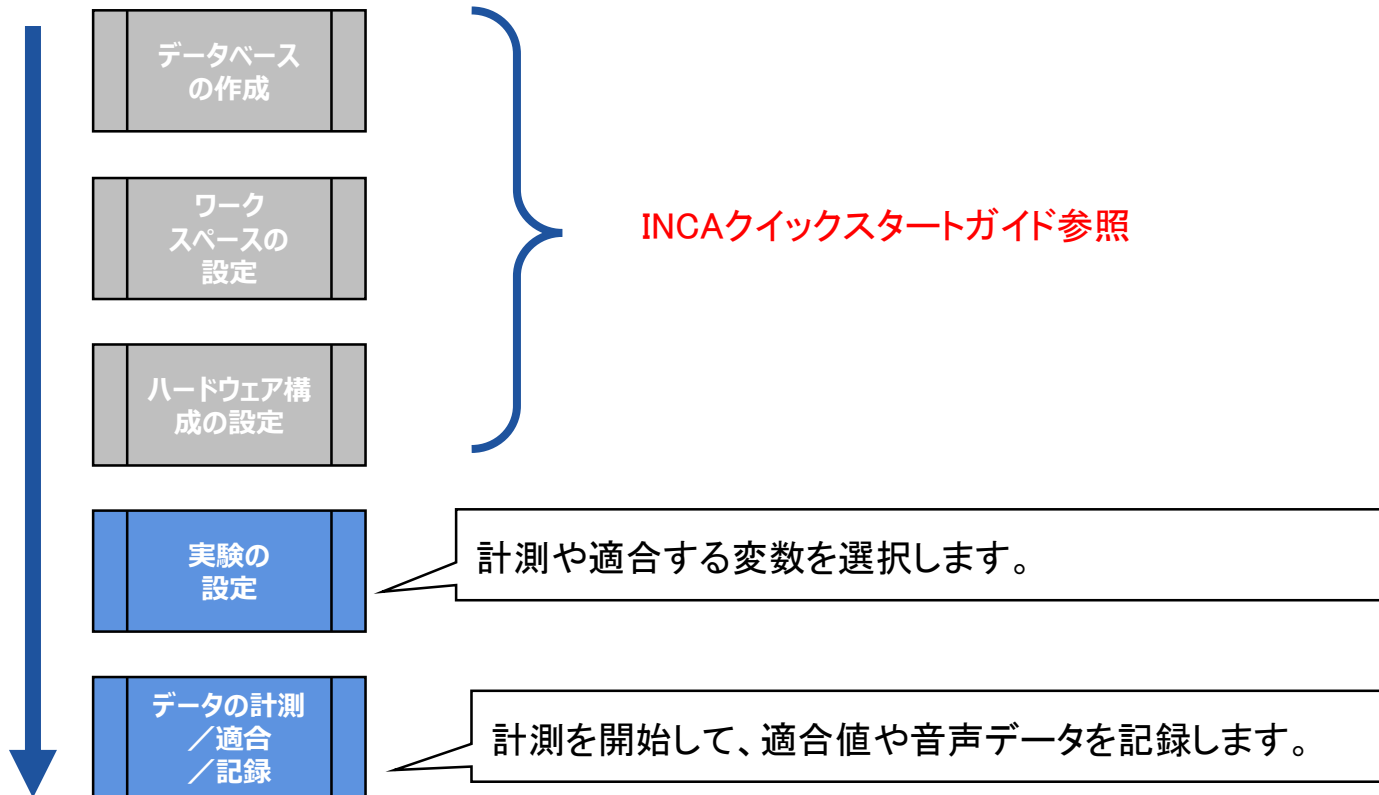 データベース
の作成
ワーク
スペースの
設定
INCAクイックスタートガイド参照
ハードウェア構
成の設定
実験の
設定
計測や適合する変数を選択します。
データの計測
／適合
／記録
計測を開始して、適合値や音声データを記録します。